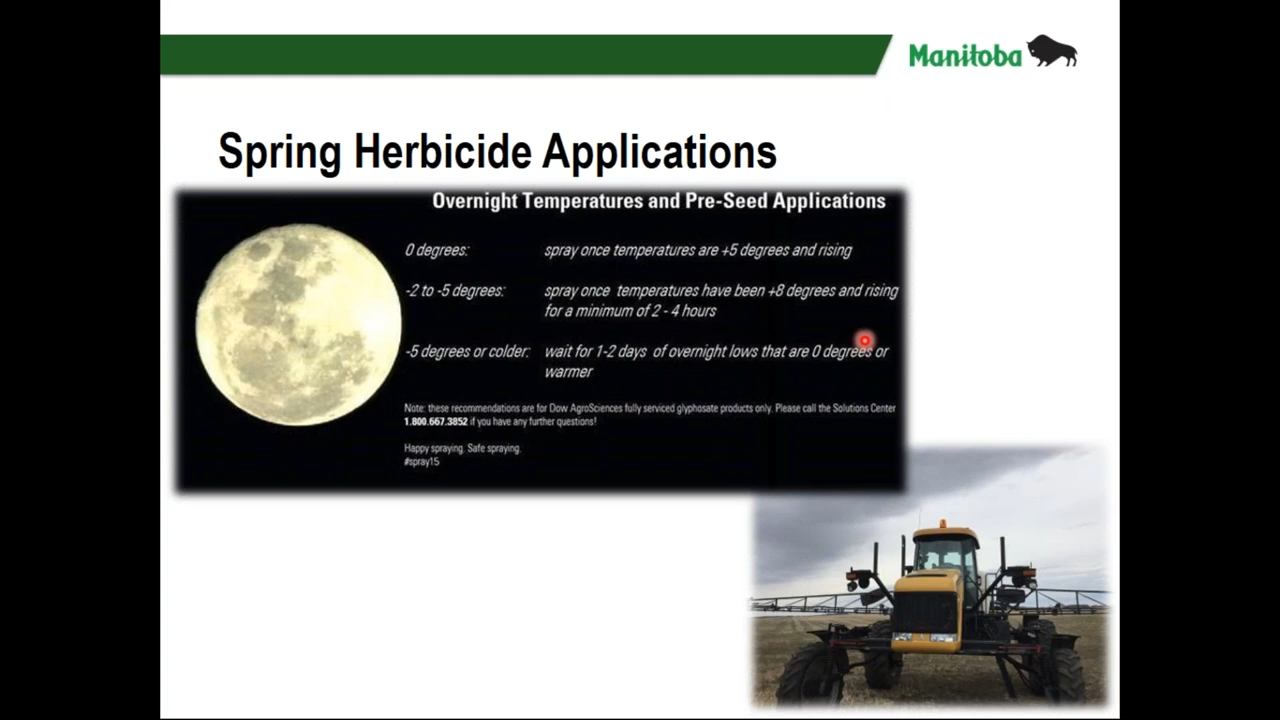 Manitoba
Spring Herbicide Applications
Overnight Temperatures and Pre-Seed Applications
0 degrees: spray once temperatures are +5 degrees and rising
-2 to -5 degrees: spray once temperatures have been +8 degrees and rising
for a minimum of 2 - 4 hours
-5 degrees or colder: wait for 1-2 days of overnight lows that are 0 degrees or
warmer
Note: these recommendations are for Dow AgroSciences fully serviced glyphosate products only. Please call the Solutions Center
1.800.667.3852 if you have any further questions!
Happy spraying. Safe spraying.
#spray15